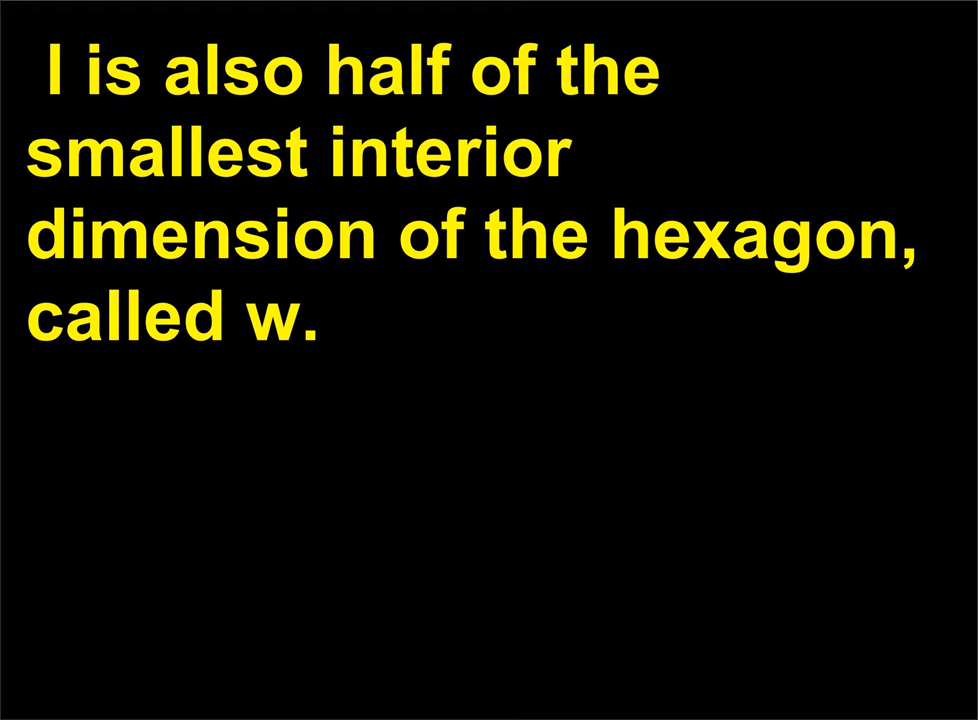 l is also half of the
smallest interior
dimension of the hexagon,
called w.